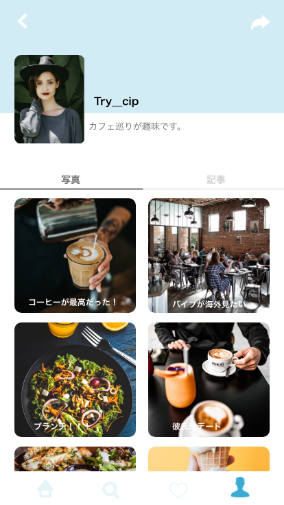 Try__cip
カフェ巡りが趣味です。
写真
記事
コーヒーが最高だった！
バイブが海外見たい
ブランチ！！！
彼氏とデート